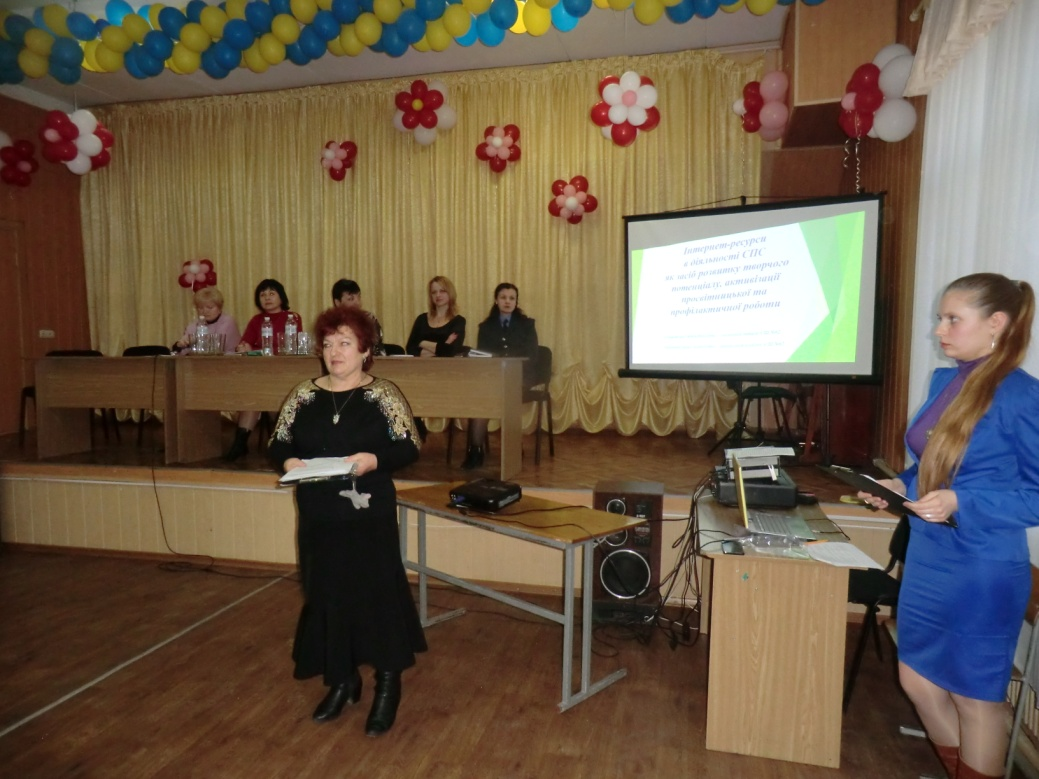 Інтернет-ресурси
в діяльності СПС
як засіб розвитку творчого
потенціалу, активізації
просвітницької та
профілактичної роботи